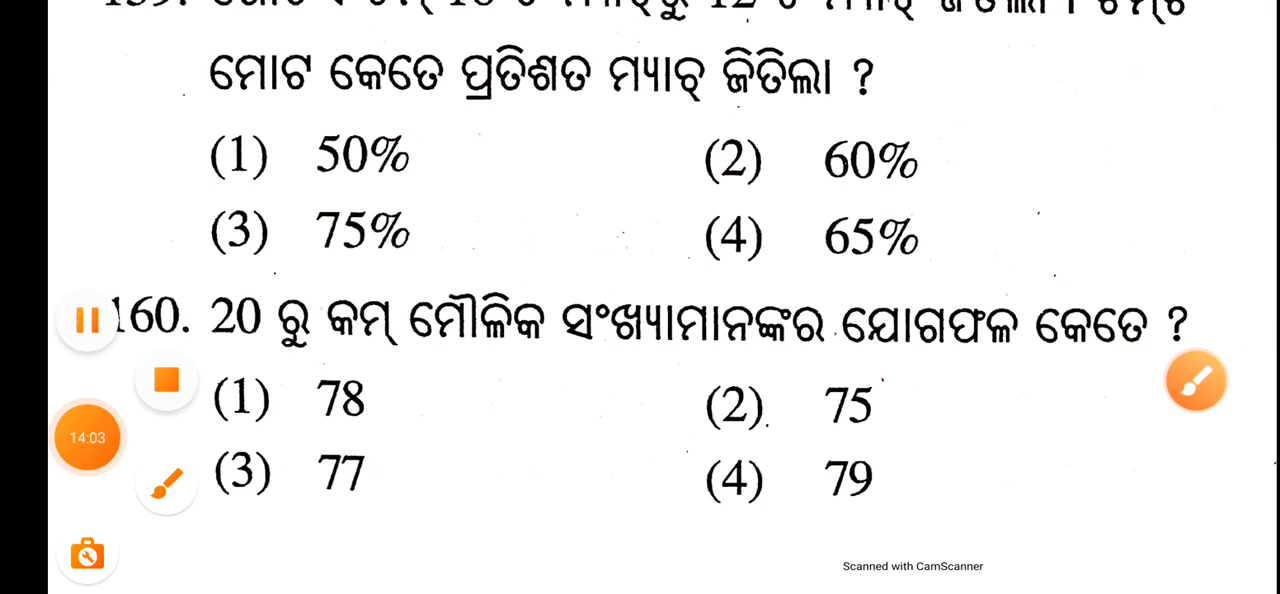 ମୋଟ କେତେ ପ୍ରତିଶତ ମ୍ୟାଚ୍ ଜିତିଲା ?
(1) 50% (2) 60%
(3) 75% (4) 65%
160. 20 ରୁ କମ୍ ମୌଳିକ ସଂଖ୍ୟାମାନଙ୍କର ଯୋଗଫଳ କେତେ ?
(1) 78 (2) 75
(3) 77 (4) 79
14:03
Scanned with CamScanner